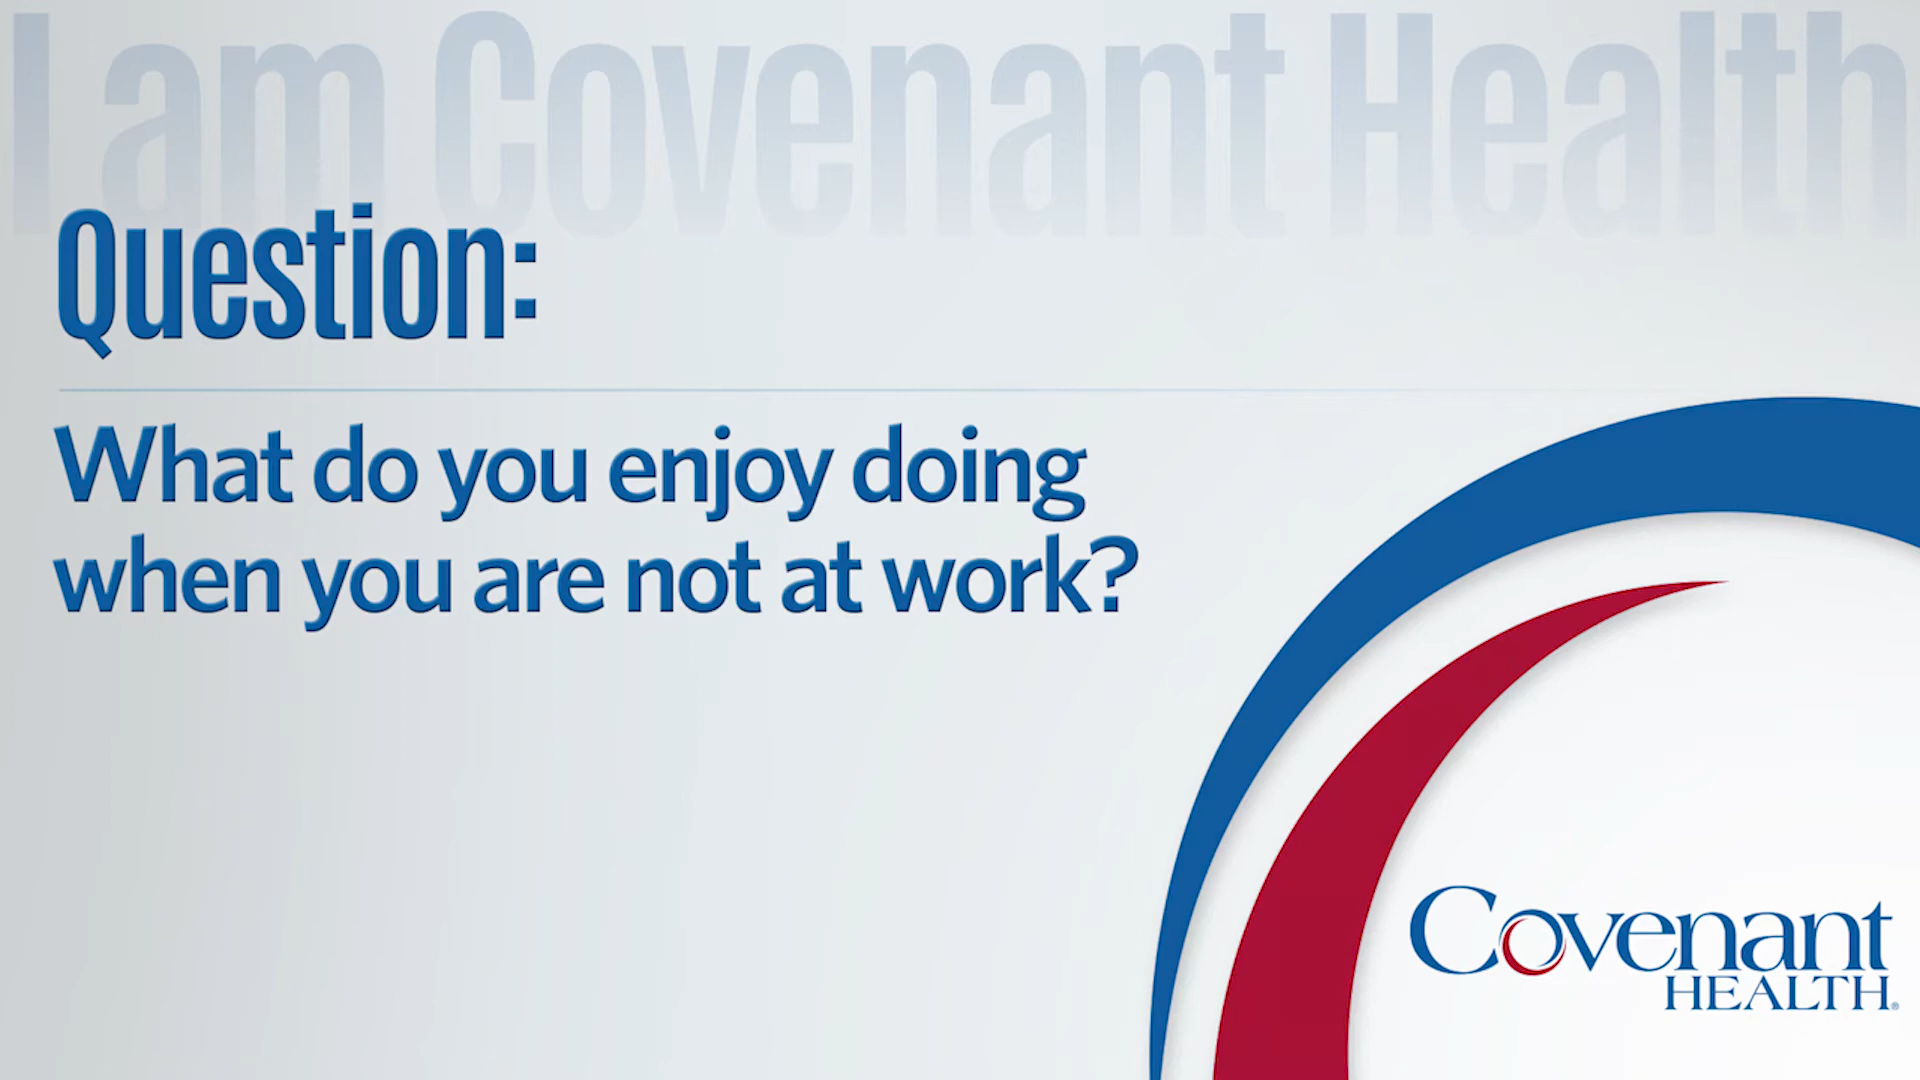 I am Covenant Health
Question:
What do you enjoy doing
when you are not at work?
Covenant
HEALTH®